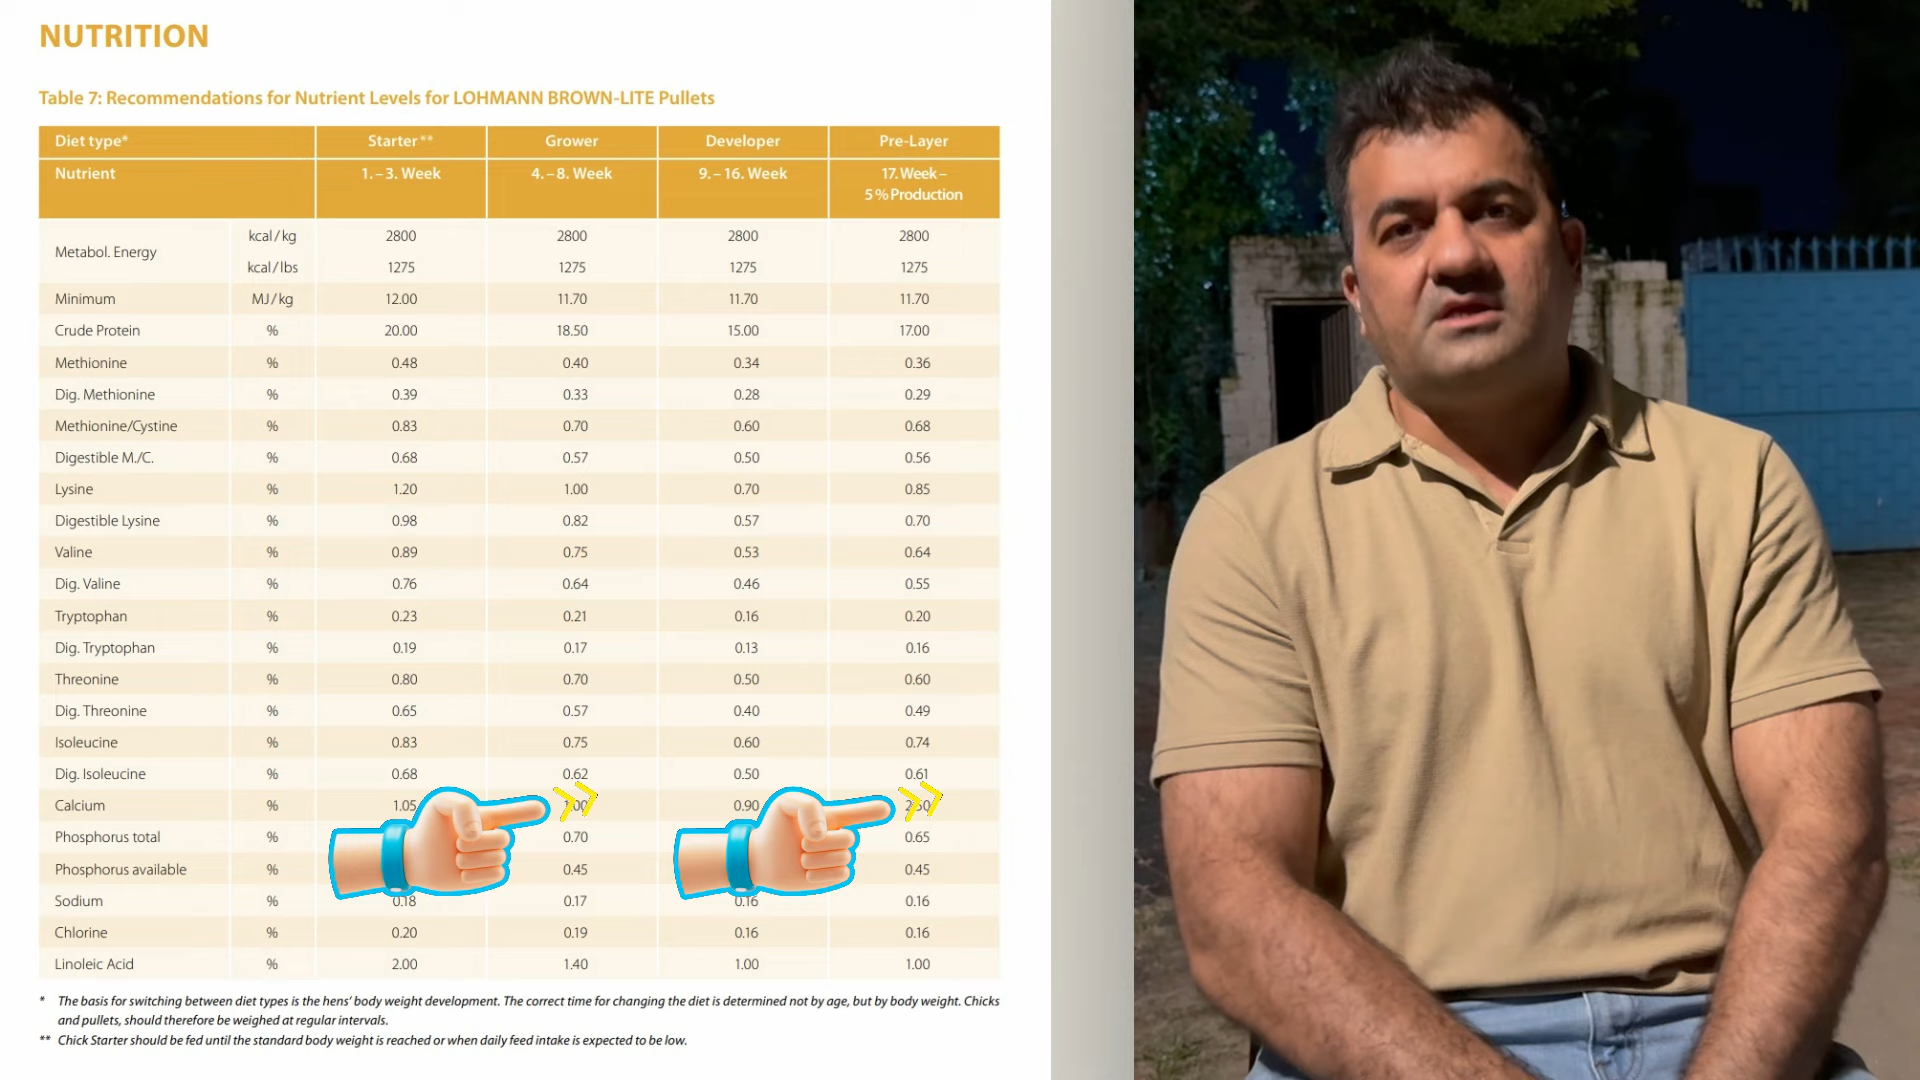 NUTRITION
Table 7: Recommendations for Nutrient Levels for LOHMANN BROWN-LITE Pullets
Diet type* Starter** Grower Developer Pre-Layer
Nutrient 1. – 3. Week 4. – 8. Week 9. – 16. Week 17. Week –
5 % Production
Metabol. Energy kcal / kg 2800 2800 2800 2800
kcal / lbs 1275 1275 1275 1275
Minimum MJ / kg 12.00 11.70 11.70 11.70
Crude Protein % 20.00 18.50 15.00 17.00
Methionine % 0.48 0.40 0.34 0.36
Dig. Methionine % 0.39 0.33 0.28 0.29
Methionine/Cystine % 0.83 0.70 0.60 0.68
Digestible M./C. % 0.68 0.57 0.50 0.56
Lysine % 1.20 1.00 0.70 0.85
Digestible Lysine % 0.98 0.82 0.57 0.70
Valine % 0.89 0.75 0.53 0.64
Dig. Valine % 0.76 0.64 0.46 0.55
Tryptophan % 0.23 0.21 0.16 0.20
Dig. Tryptophan % 0.19 0.17 0.13 0.16
Threonine % 0.80 0.70 0.50 0.60
Dig. Threonine % 0.65 0.57 0.40 0.49
Isoleucine % 0.83 0.75 0.60 0.74
Dig. Isoleucine % 0.68 0.62 0.50 0.61
Calcium % 1.05 0.90
Phosphorus total % 0.70 0.65
Phosphorus available % 0.45 0.45
Sodium % 0.18 0.17 0.16 0.16
Chlorine % 0.20 0.19 0.16 0.16
Linoleic Acid % 2.00 1.40 1.00 1.00
* The basis for switching between diet types is the hens' body weight development. The correct time for changing the diet is determined not by age, but by body weight. Chicks
and pullets, should therefore be weighed at regular intervals.
** Chick Starter should be fed until the standard body weight is reached or when daily feed intake is expected to be low.